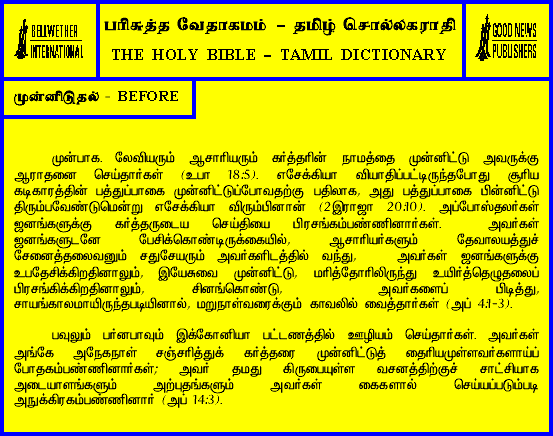 BELLWETHER
INTERNATIONAL
பரிசுத்த வேதாகமம் – தமிழ் சொல்லகராதி
THE HOLY BIBLE – TAMIL DICTIONARY
GOOD NEWS
PUBLISHERS
முன்னிடுதல் - BEFORE
முன்பாக. லேவியரும் ஆசாரியரும் கர்த்தரின் நாமத்தை முன்னிட்டு அவருக்கு
ஆராதனை செய்தார்கள் (உபா 18:5). எசேக்கியா வியாதிப்பட்டிருந்தபோது சூரிய
கடிகாரத்தின் பத்துப்பாகை முன்னிட்டுப்போவதற்கு பதிலாக, அது பத்துப்பாகை பின்னிட்டு
திரும்பவேண்டுமென்று எசேக்கியா விரும்பினான் (2இராஜா 20:10). அப்போஸ்தலர்கள்
ஜனங்களுக்கு கர்த்தருடைய செய்தியை பிரசங்கம்பண்ணினார்கள். அவர்கள்
ஜனங்களுடனே பேசிக்கொண்டிருக்கையில், ஆசாரியர்களும் தேவாலயத்துச்
சேனைத்தலைவனும் சதுசேயரும் அவர்களிடத்தில் வந்து, அவர்கள் ஜனங்களுக்கு
உபதேசிக்கிறதினாலும், இயேசுவை முன்னிட்டு, மரித்தோரிலிருந்து உயிர்த்தெழுதலைப்
பிரசங்கிக்கிறதினாலும், சினங்கொண்டு, அவர்களைப் பிடித்து,
சாயங்காலமாயிருந்தபடியினால், மறுநாள்வரைக்கும் காவலில் வைத்தார்கள் (அப் 4:1-3).
பவுலும் பர்னபாவும் இக்கோனியா பட்டணத்தில் ஊழியம் செய்தார்கள். அவர்கள்
அங்கே அநேகநாள் சஞ்சரித்துக் கர்த்தரை முன்னிட்டுத் தைரியமுள்ளவர்களாய்ப்
போதகம்பண்ணினார்கள்; அவர் தமது கிருபையுள்ள வசனத்திற்குச் சாட்சியாக
அடையாளங்களும் அற்புதங்களும் அவர்கள் கைகளால் செய்யப்படும்படி
அநுக்கிரகம்பண்ணினார் (அப் 14:3).